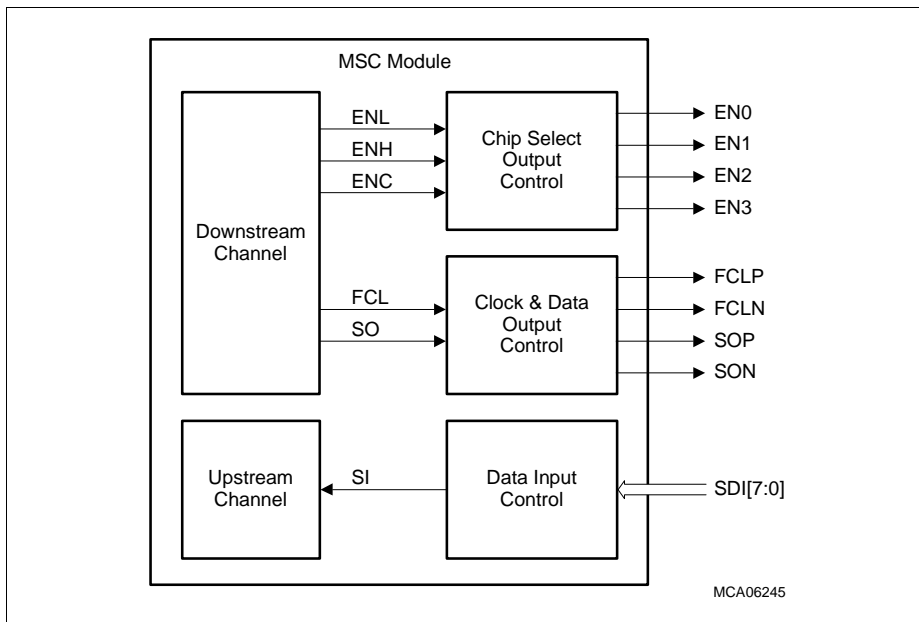 MSC Module
Downstream
Channel
ENL
ENH
ENC
Chip Select
Output
Control
EN0
EN1
EN2
EN3
FCL
SO
Clock & Data
Output
Control
FCLP
FCLN
SOP
SON
Upstream
Channel
SI
Data Input
Control
SDI[7:0]
MCA06245